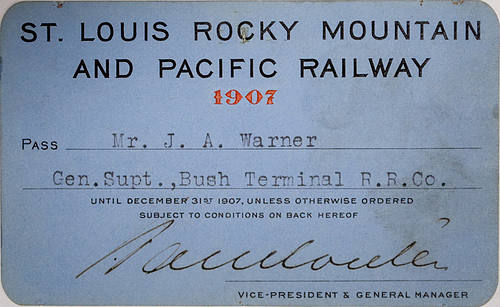 ST. LOUIS ROCKY MOUNTAIN
AND PACIFIC RAILWAY
1907
PASS Mr. J. A. Warner
Gen.Supt.,Bush Terminal R.R.Co.
UNTIL DECEMBER 31ST 1907, UNLESS OTHERWISE ORDERED
SUBJECT TO CONDITIONS ON BACK HEREOF
VICE-PRESIDENT & GENERAL MANAGER